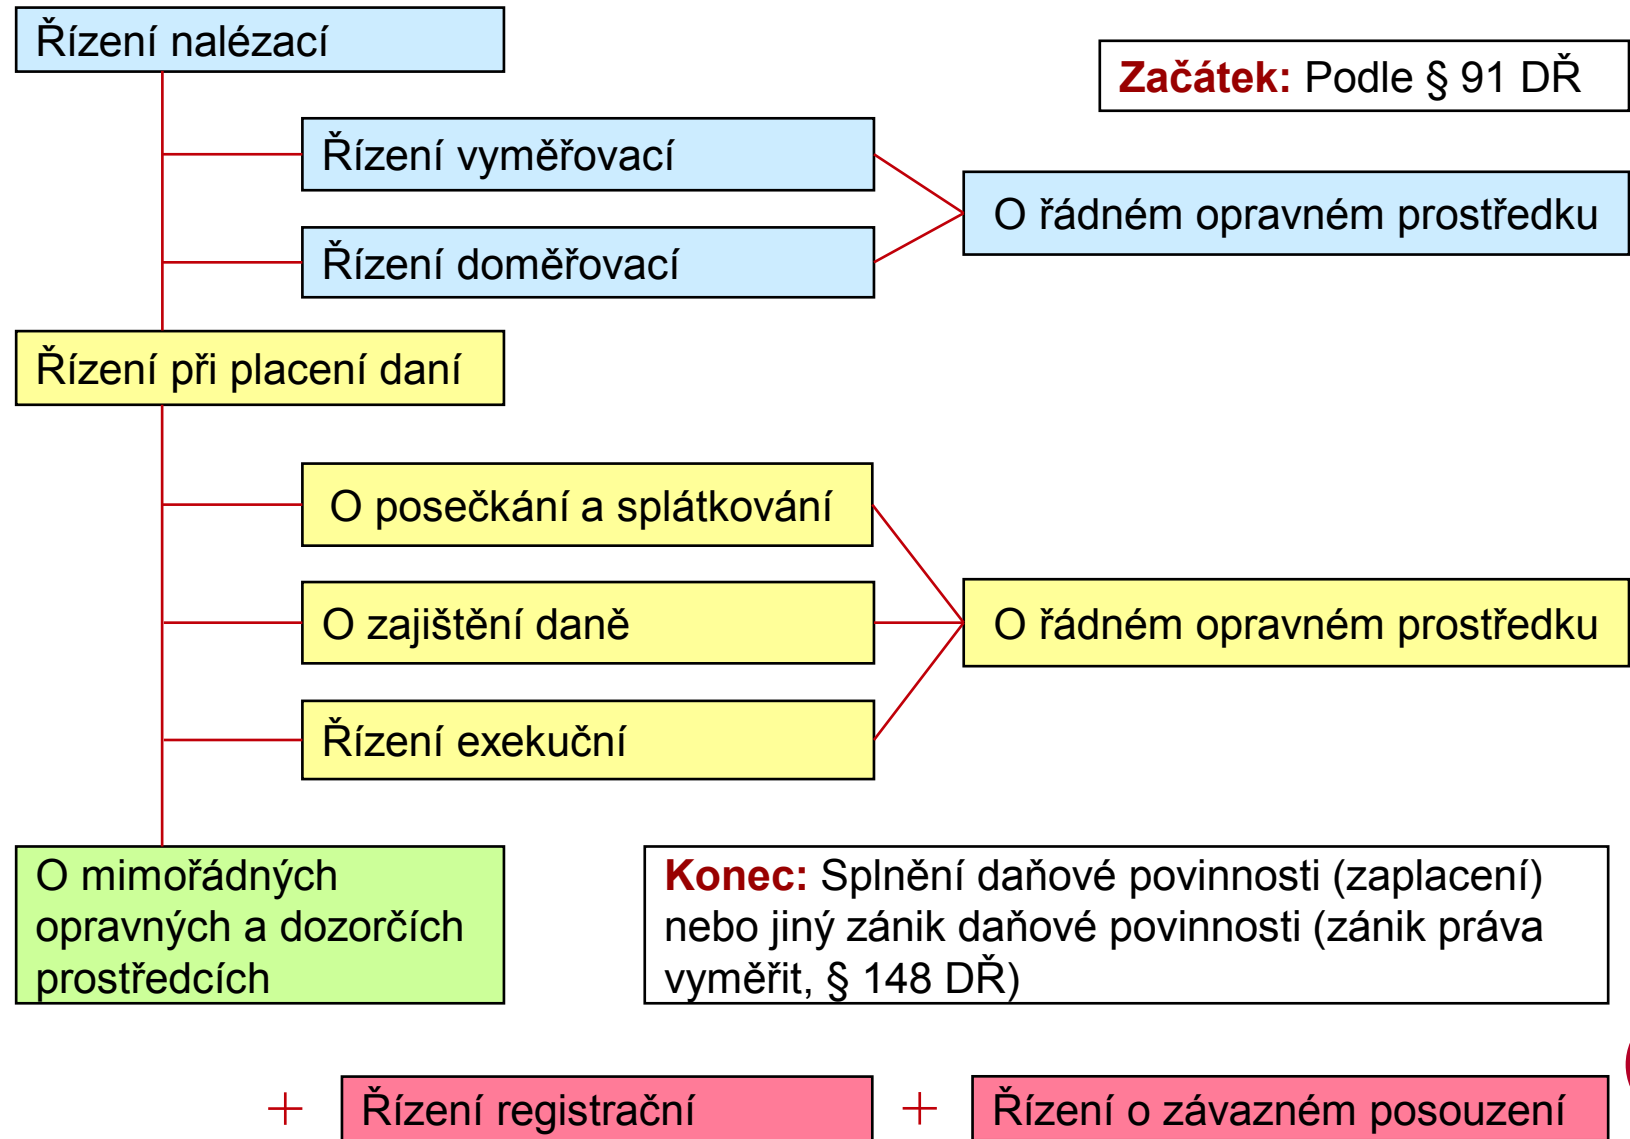 Řízení nalézací
Začátek: Podle § 91 DŘ
Řízení vyměřovací
O řádném opravném prostředku
Řízení doměřovací
Řízení při placení daní
O posečkání a splátkování
O zajištění daně
O řádném opravném prostředku
Řízení exekuční
O mimořádných
opravných a dozorčích
prostředcích
Konec: Splnění daňové povinnosti (zaplacení)
nebo jiný zánik daňové povinnosti (zánik práva
vyměřit, § 148 DŘ)
+ Řízení registrační
+ Řízení o závazném posouzení